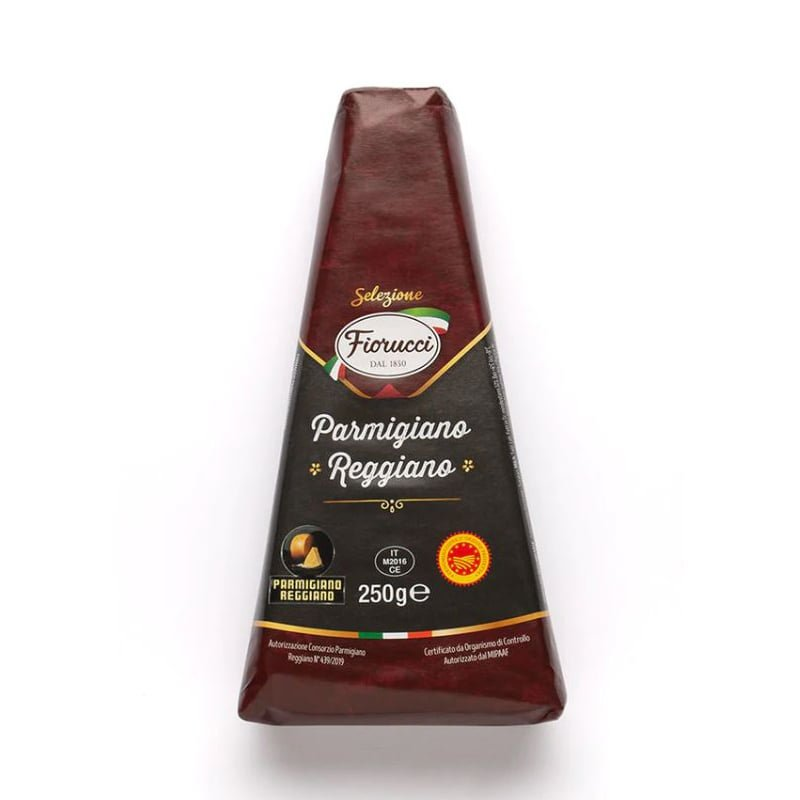 Selezione
Fiorucci
DAL 1850
Parmigiano
Reggiano
PARMIGIANO
REGGIANO
IT
M2016
CE
250g℮
Autorizzazione Consorzio Parmigiano
Reggiano N° 439/2019
Certificato da Organismo di Controllo
Autorizzato dal MIPAAF